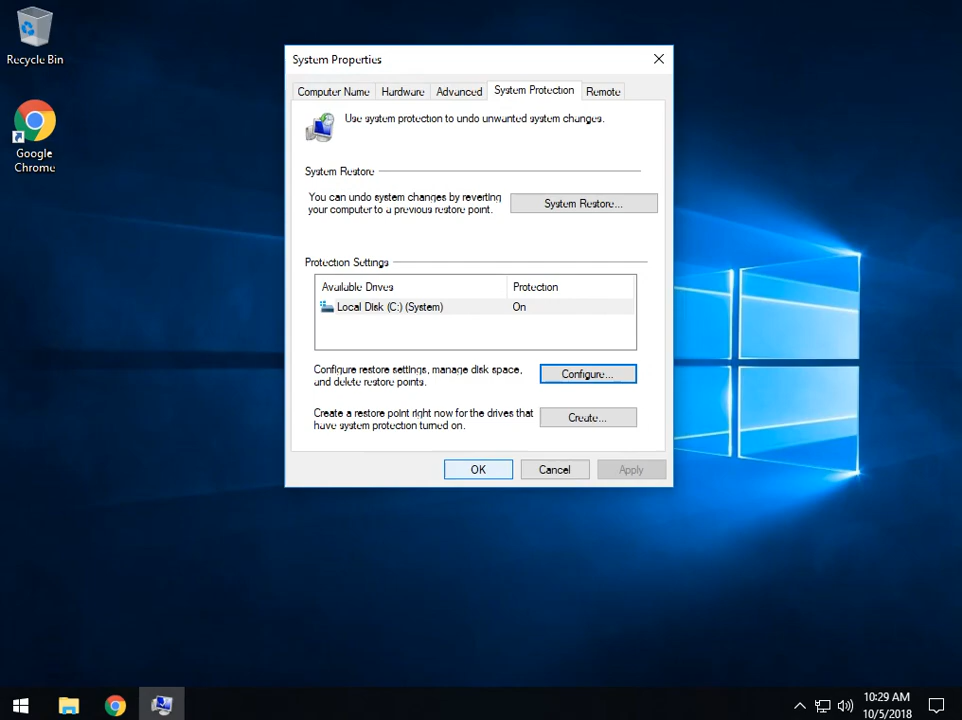 Recycle Bin
Google
Chrome
System Properties
Computer Name
Hardware
Advanced
System Protection
Remote
Use system protection to undo unwanted system changes.
System Restore
You can undo system changes by reverting
your computer to a previous restore point.
System Restore...
Protection Settings
Available Drives
Protection
Local Disk (C:) (System)
On
Configure restore settings, manage disk space,
and delete restore points.
Configure...
Create a restore point right now for the drives that
have system protection turned on.
Create...
OK
Cancel
Apply
10:29 AM
10/5/2018